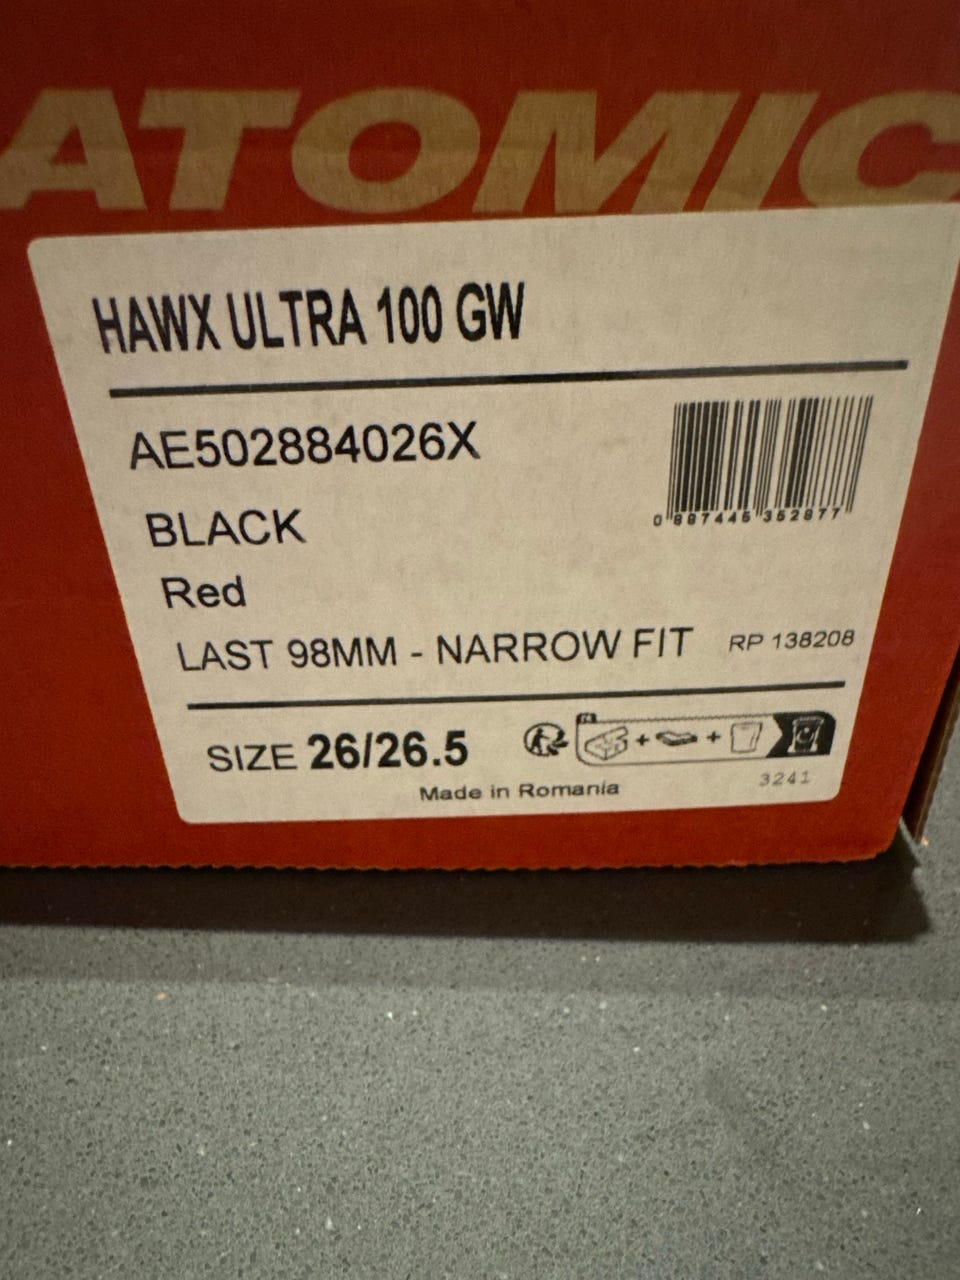 ATOMIC
HAWX ULTRA 100 GW
AE502884026X
0 887445 352877
BLACK
Red
LAST 98MM - NARROW FIT RP 138208
SIZE 26/26.5
Made in Romania
3241